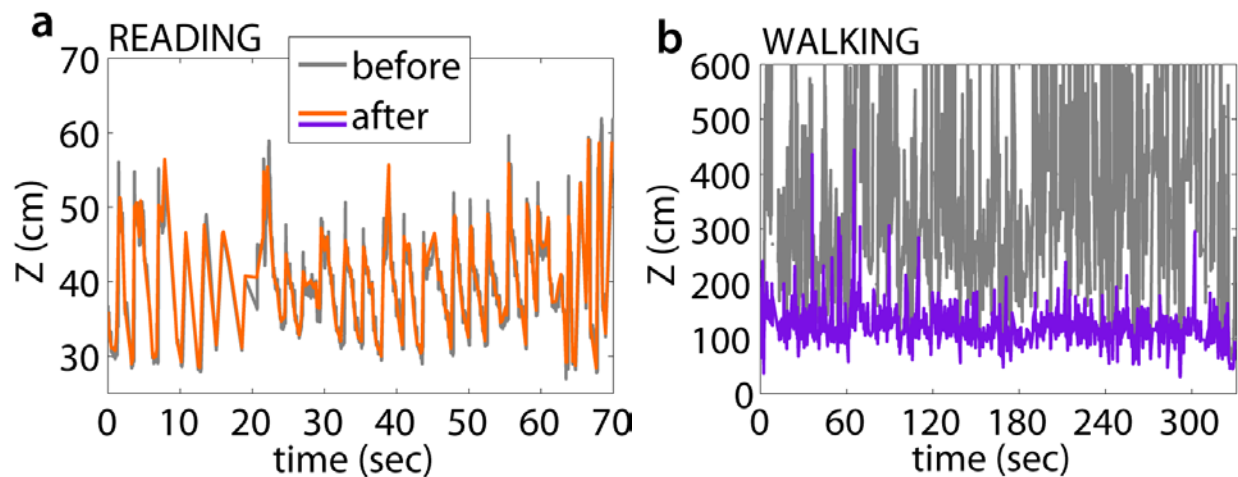 a READING
before
after
Z (cm)
70
60
50
40
30
0 10 20 30 40 50 60 70
time (sec)
b WALKING
Z (cm)
600
500
400
300
200
100
0
0 60 120 180 240 300
time (sec)